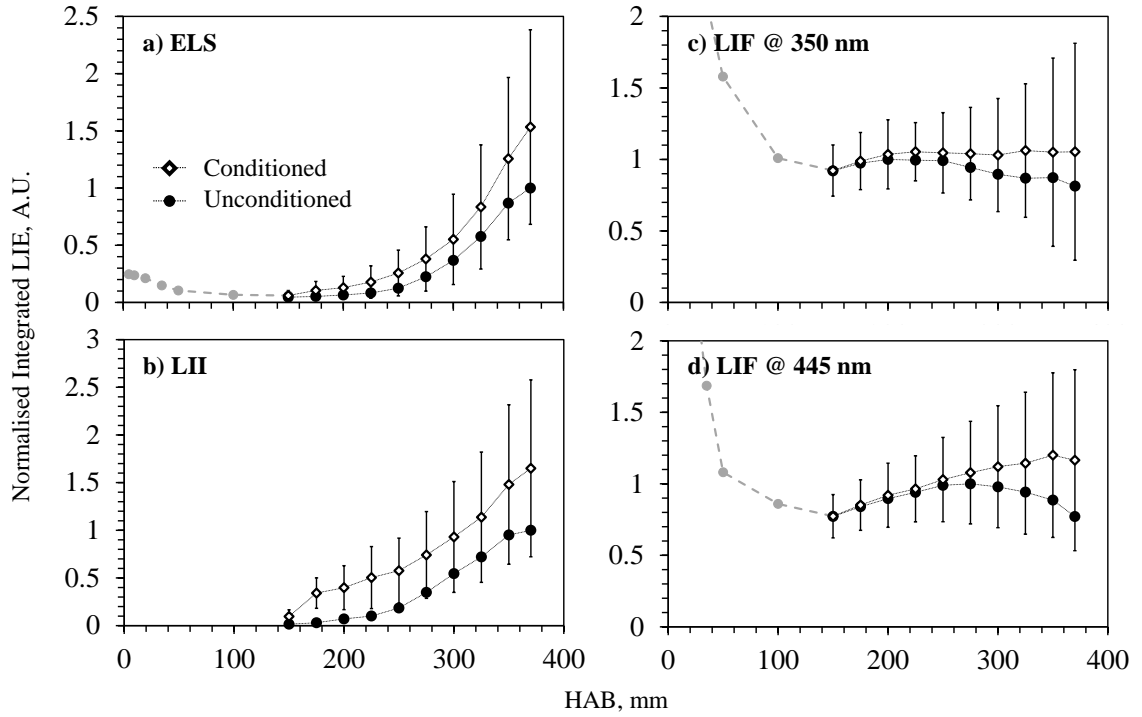 a) ELS
2.5
2
1.5
1
0.5
0
Conditioned
Unconditioned
c) LIF @ 350 nm
2
1.5
1
0.5
0
Normalised Integrated LIE, A.U.
b) LII
3
2.5
2
1.5
1
0.5
0
0 100 200 300 400
d) LIF @ 445 nm
2
1.5
1
0.5
0
0 100 200 300 400
HAB, mm